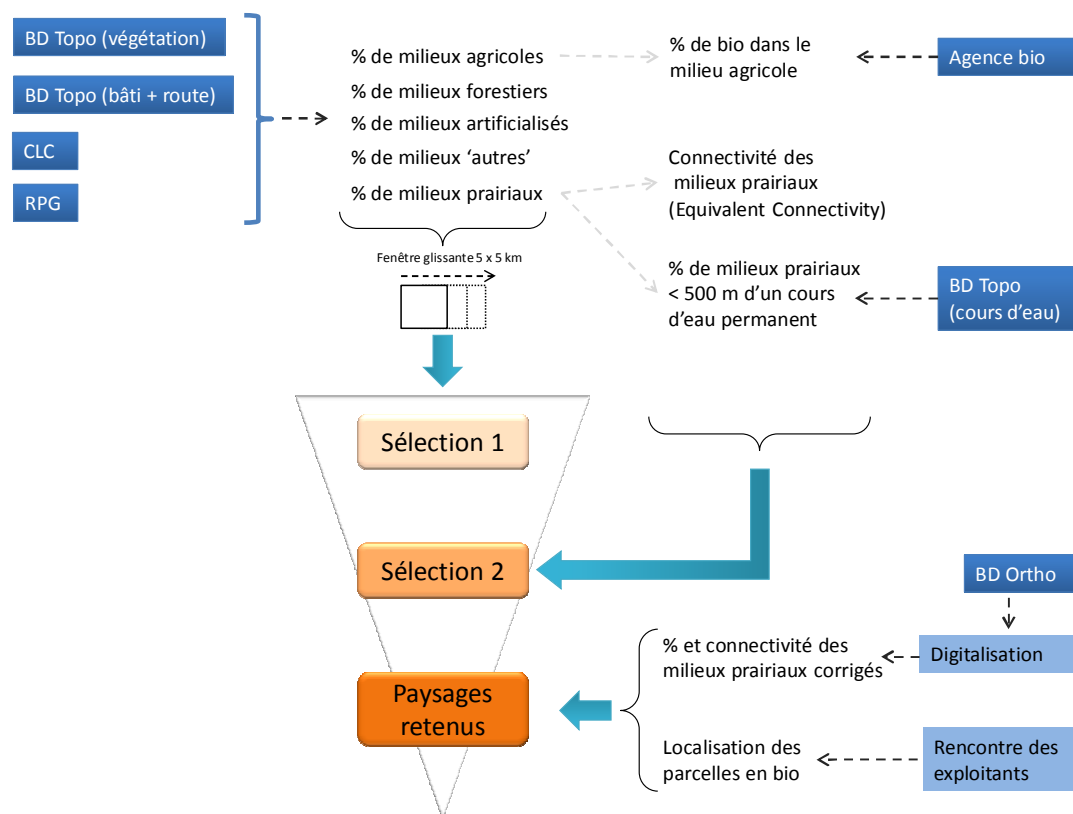 BD Topo (végétation)
BD Topo (bâti + route)
CLC
RPG
% de milieux agricoles
% de milieux forestiers
% de milieux artificialisés
% de milieux ‘autres’
% de milieux prairiaux
Fenêtre glissante 5 x 5 km
% de bio dans le
milieu agricole
Agence bio
Connectivité des
milieux prairiaux
(Equivalent Connectivity)
% de milieux prairiaux
< 500 m d’un cours
d’eau permanent
BD Topo
(cours d’eau)
Sélection 1
Sélection 2
Paysages
retenus
BD Ortho
% et connectivité des
milieux prairiaux corrigés
Digitalisation
Localisation des
parcelles en bio
Rencontre des
exploitants